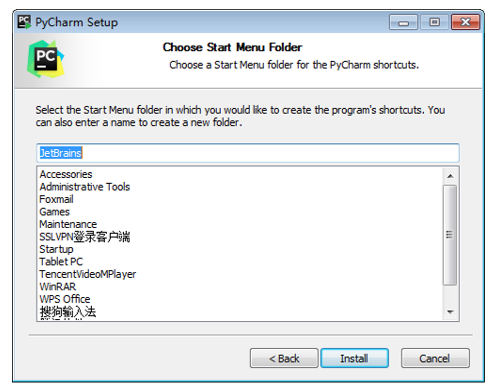 PyCharm Setup
PC
Choose Start Menu Folder
Choose a Start Menu folder for the PyCharm shortcuts.
Select the Start Menu folder in which you would like to create the program's shortcuts. You
can also enter a name to create a new folder.
JetBrains
Accessories
Administrative Tools
Foxmail
Games
Maintenance
SSLVPN登录客户端
Startup
Tablet PC
TencentVideoMPlayer
WinRAR
WPS Office
搜狗输入法
< Back
Install
Cancel